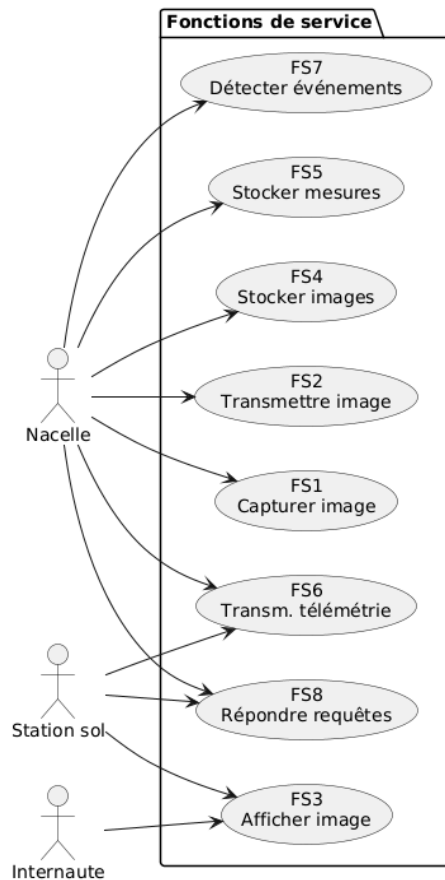 Fonctions de service
FS7
Détecter événements
FS5
Stocker mesures
FS4
Stocker images
FS2
Transmettre image
Nacelle
FS1
Capturer image
FS6
Transm. télémétrie
FS8
Répondre requêtes
Station sol
FS3
Afficher image
Internaute